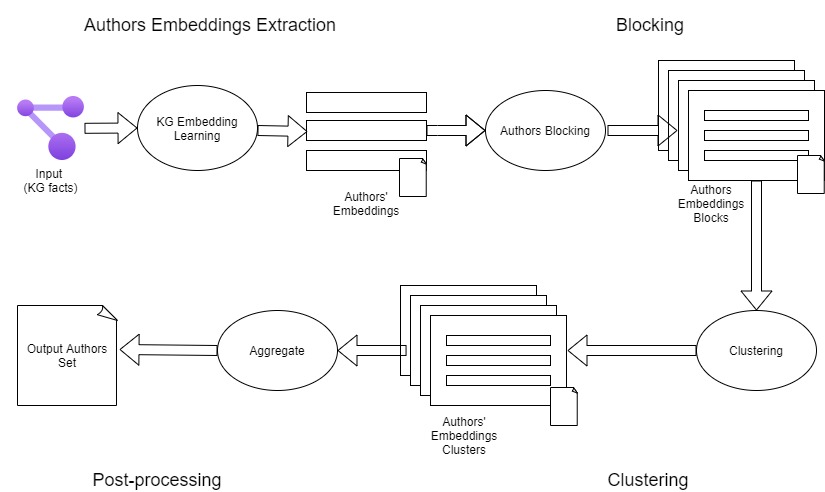 Authors Embeddings Extraction
Blocking
KG Embedding
Learning
Authors Blocking
Input
(KG facts)
Authors'
Embeddings
Authors
Embeddings
Blocks
Output Authors
Set
Aggregate
Clustering
Authors'
Embeddings
Clusters
Post-processing
Clustering